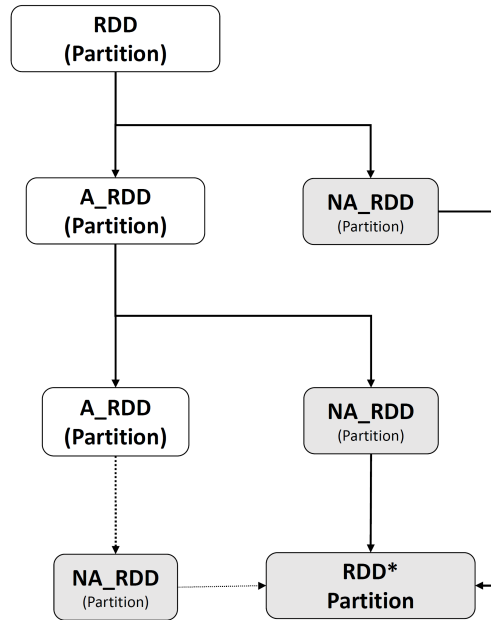 RDD
(Partition)
A_RDD
(Partition)
NA_RDD
(Partition)
A_RDD
(Partition)
NA_RDD
(Partition)
NA_RDD
(Partition)
RDD*
Partition